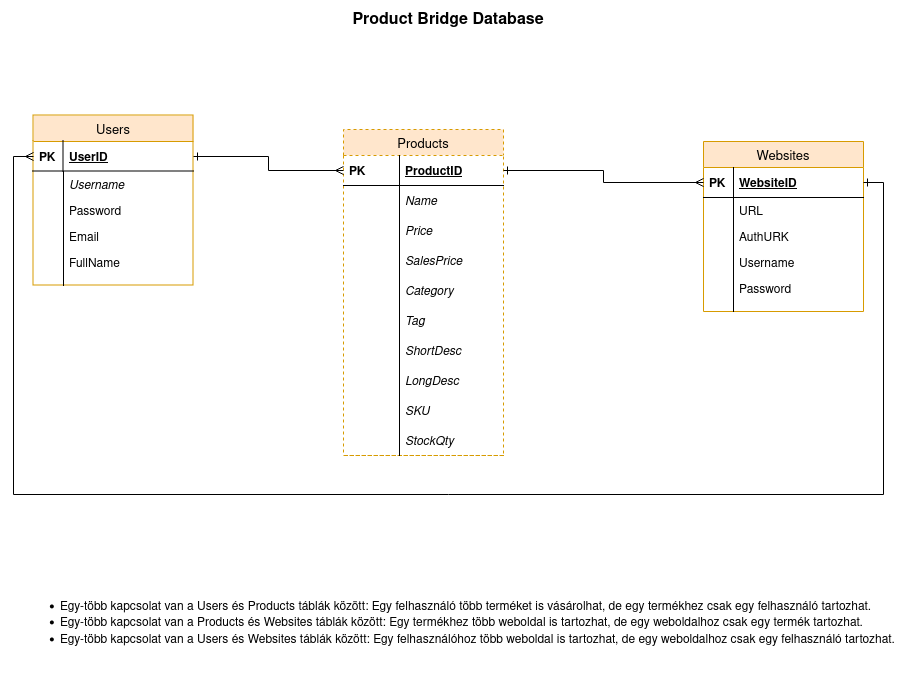 Product Bridge Database
Users
PK UserID
Username
Password
Email
FullName
Products
PK ProductID
Name
Price
SalesPrice
Category
Tag
ShortDesc
LongDesc
SKU
StockQty
Websites
PK WebsiteID
URL
AuthURK
Username
Password
• Egy-több kapcsolat van a Users és Products táblák között: Egy felhasználó több terméket is vásárolhat, de egy termékhez csak egy felhasználó tartozhat.
• Egy-több kapcsolat van a Products és Websites táblák között: Egy termékhez több weboldal is tartozhat, de egy weboldalhoz csak egy termék tartozhat.
• Egy-több kapcsolat van a Users és Websites táblák között: Egy felhasználóhoz több weboldal is tartozhat, de egy weboldalhoz csak egy felhasználó tartozhat.